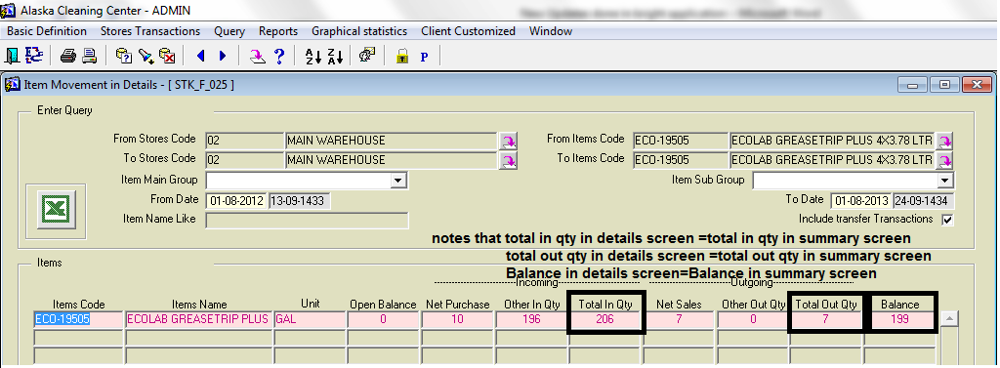 Alaska Cleaning Center - ADMIN
Basic Definition Stores Transactions Query Reports Graphical statistics Client Customized Window
Item Movement in Details - [ STK_F_025 ]
Enter Query
From Stores Code 02 MAIN WAREHOUSE From Items Code ECO-19505 ECOLAB GREASETRIP PLUS 4X3.78 LTR
To Stores Code 02 MAIN WAREHOUSE To Items Code ECO-19505 ECOLAB GREASETRIP PLUS 4X3.78 LTR
Item Main Group Item Sub Group
From Date 01-08-2012 13-09-1433 To Date 01-08-2013 24-09-1434
Item Name Like Include transfer Transactions
notes that total in qty in details screen =total in qty in summary screen
total out qty in details screen =total out qty in summary screen
Items Balance in details screen=Balance in summary screen
Incoming Outgoing
Items Code Items Name Unit Open Balance Net Purchase Other In Qty Total In Qty Net Sales Other Out Qty Total Out Qty Balance
ECO-19505 ECOLAB GREASETRIP PLUS GAL 0 10 196 206 7 0 7 199